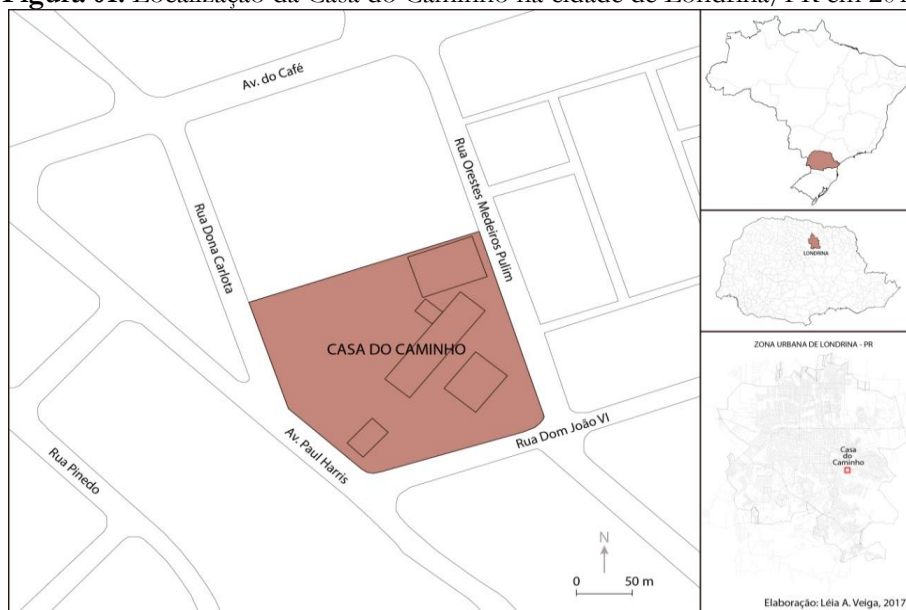 Figura 01. Localização da Casa do Caminho na cidade de Londrina/PR em 201
Av. do Café
Rua Orestes Medeiros Pulim
Rua Dona Carlota
CASA DO CAMINHO
Av. Paul Harris
Rua Dom João VI
Rua Pinedo
N
0 50 m
LONDRINA
ZONA URBANA DE LONDRINA - PR
Casa
do
Caminho
Elaboração: Léia A. Veiga, 2017